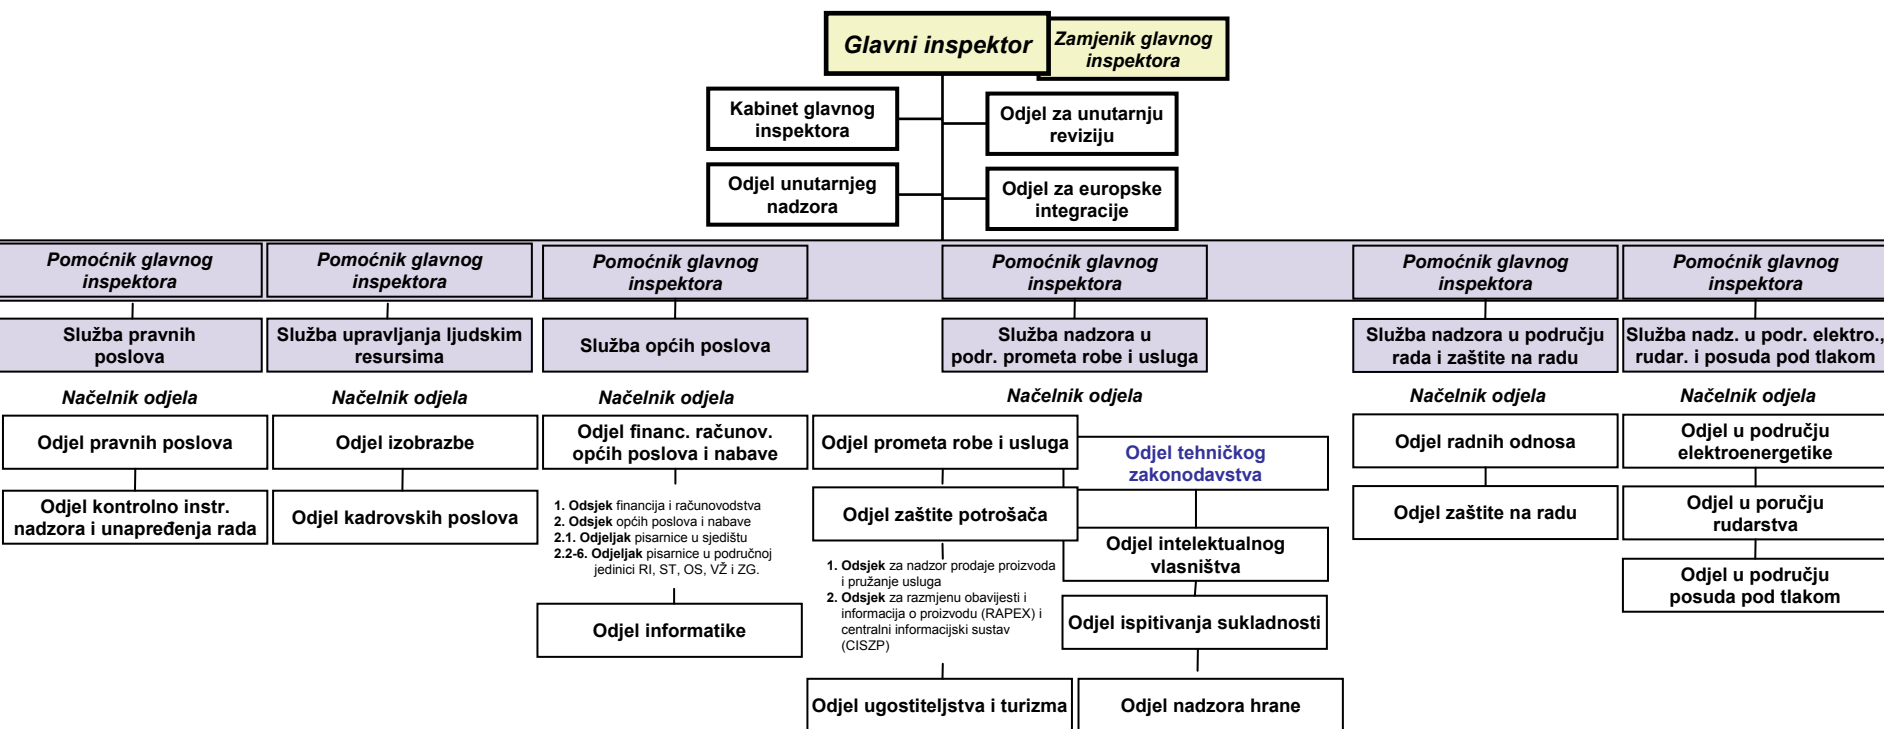 Glavni inspektor
Zamjenik glavnog
inspektora
Kabinet glavnog
inspektora
Odjel za unutarnju
reviziju
Odjel unutarnjeg
nadzora
Odjel za europske
integracije
Pomoćnik glavnog
inspektora
Pomoćnik glavnog
inspektora
Pomoćnik glavnog
inspektora
Pomoćnik glavnog
inspektora
Pomoćnik glavnog
inspektora
Pomoćnik glavnog
inspektora
Služba pravnih
poslova
Služba upravljanja ljudskim
resursima
Služba općih poslova
Služba nadzora u
podr. prometa robe i usluga
Služba nadzora u području
rada i zaštite na radu
Služba nadz. u podr. elektro.,
rudar. i posuda pod tlakom
Načelnik odjela
Načelnik odjela
Načelnik odjela
Načelnik odjela
Načelnik odjela
Načelnik odjela
Odjel pravnih poslova
Odjel kontrolno instr.
nadzora i unapređenja rada
Odjel izobrazbe
Odjel kadrovskih poslova
Odjel financ. računov.
općih poslova i nabave
1. Odsjek financija i računovodstva
2. Odsjek općih poslova i nabave
2.1. Odjeljak pisarnice u sjedištu
2.2-6. Odjeljak pisarnice u područnoj
jedinici RI, ST, OS, VŽ i ZG.
Odjel informatike
Odjel prometa robe i usluga
Odjel zaštite potrošača
1. Odsjek za nadzor prodaje proizvoda
i pružanje usluga
2. Odsjek za razmjenu obavijesti i
informacija o proizvodu (RAPEX) i
centralni informacijski sustav
(CISZP)
Odjel ugostiteljstva i turizma
Odjel tehničkog
zakonodavstva
Odjel intelektualnog
vlasništva
Odjel ispitivanja sukladnosti
Odjel nadzora hrane
Odjel radnih odnosa
Odjel zaštite na radu
Odjel u području
elektroenergetike
Odjel u poručju
rudarstva
Odjel u području
posuda pod tlakom